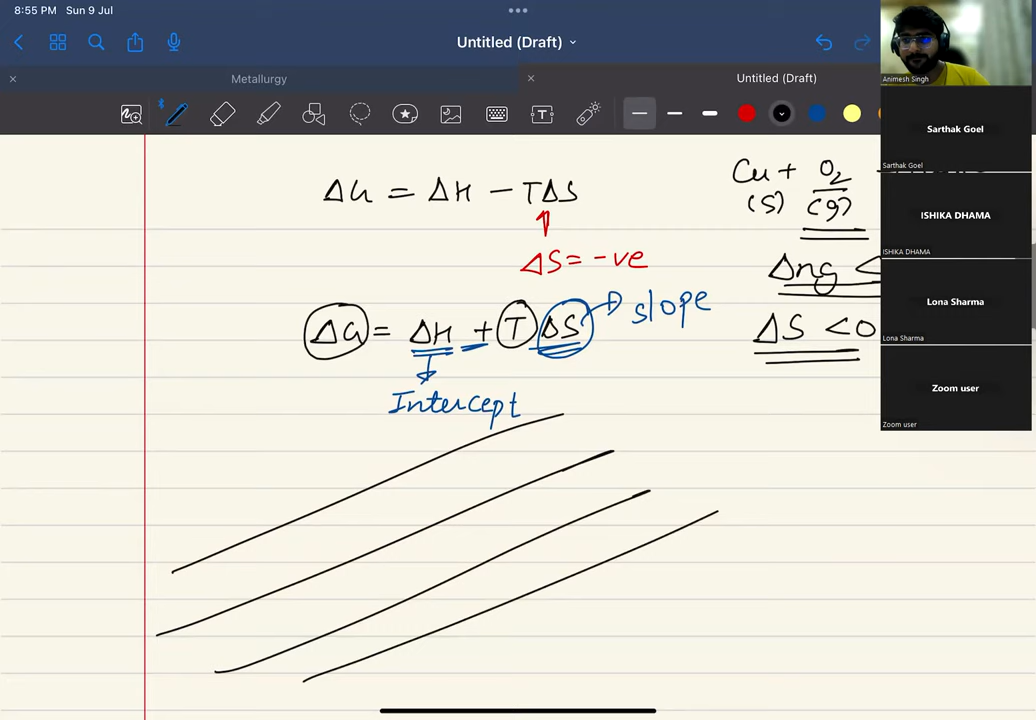 8:55 PM Sun 9 Jul
Untitled (Draft)
Metallurgy
Untitled (Draft)
ΔG = ΔH - TΔS
ΔS = -ve
ΔG = ΔH + TΔS → slope
Intercept
Cu + O2
(s) (g)
Δng <
ΔS < 0
Animesh Singh
Sarthak Goel
Sarthak Goel
ISHIKA DHAMA
ISHIKA DHAMA
Lona Sharma
Lona Sharma
Zoom user
Zoom user